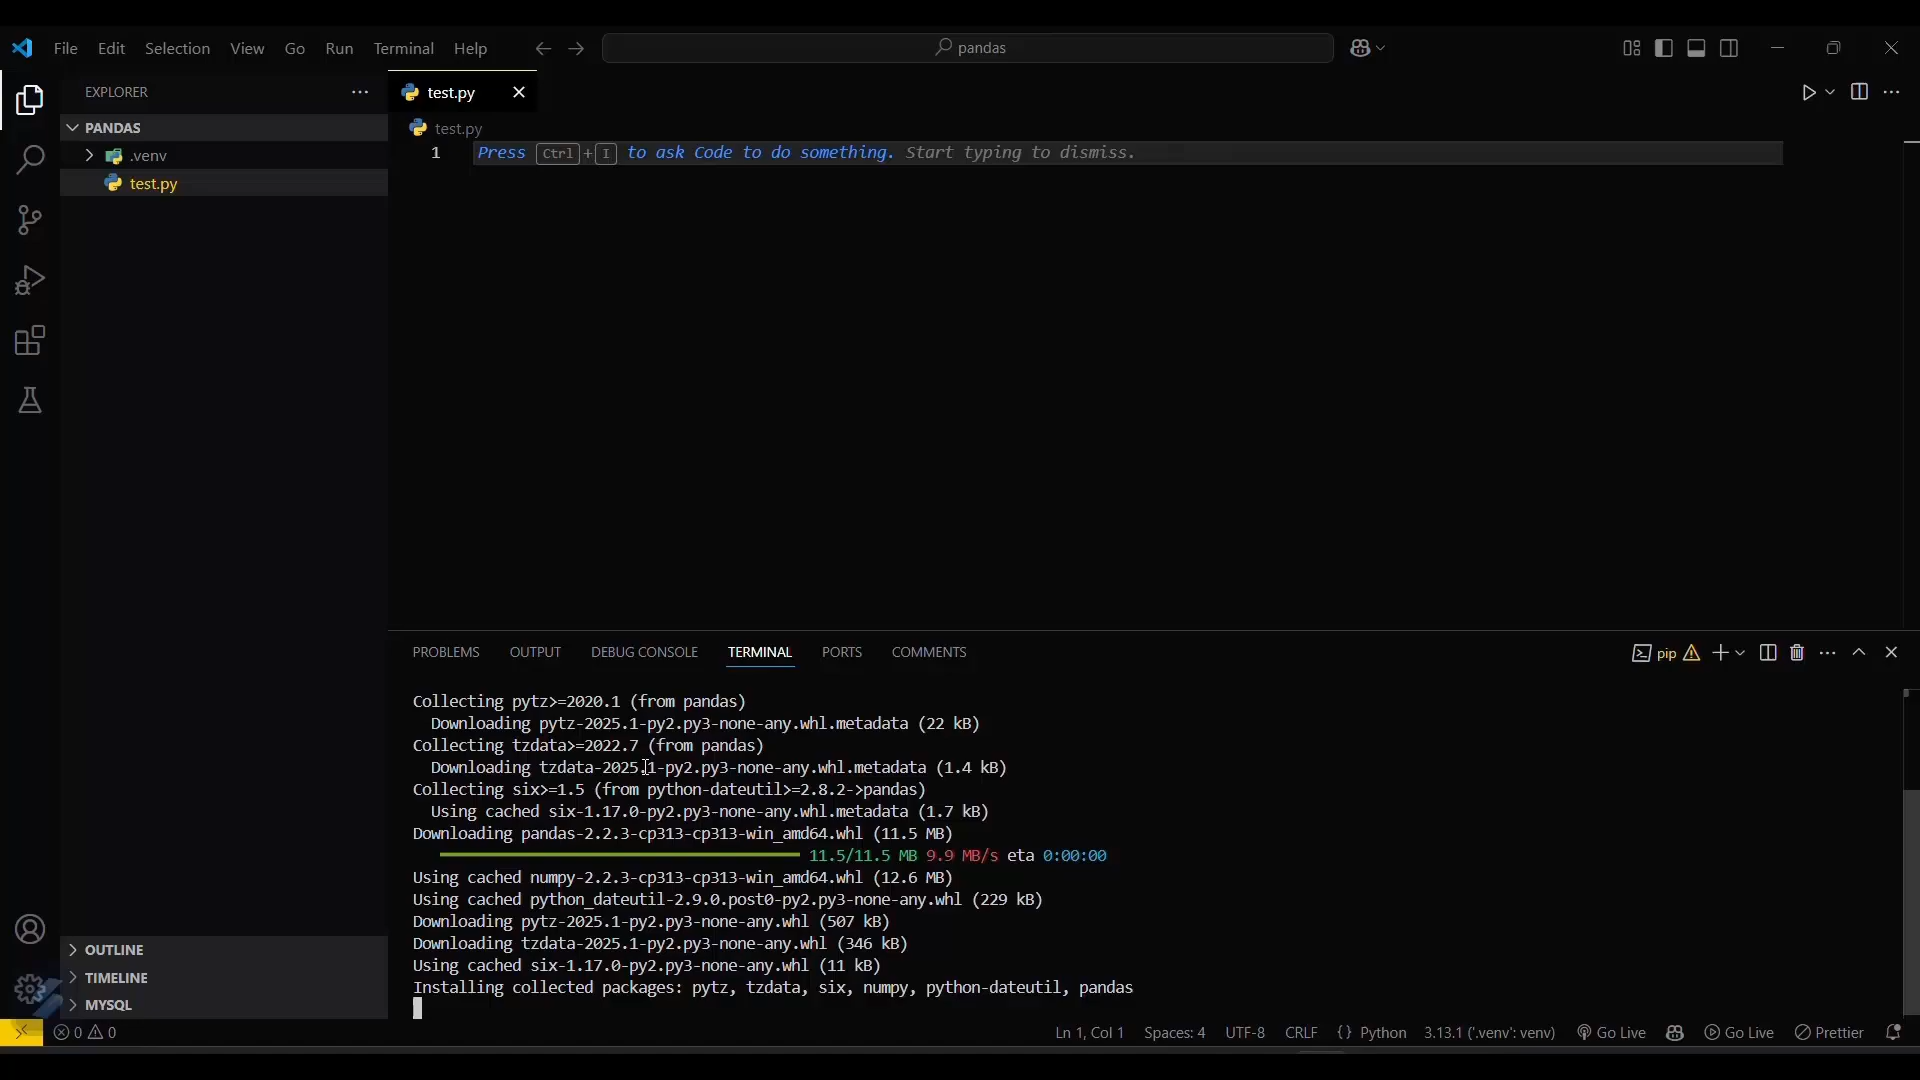 File Edit Selection View Go Run Terminal Help pandas
EXPLORER
PANDAS
.venv
test.py
test.py
test.py
1 Press Ctrl+I to ask Code to do something. Start typing to dismiss.
PROBLEMS OUTPUT DEBUG CONSOLE TERMINAL PORTS COMMENTS pip
Collecting pytz>=2020.1 (from pandas)
Downloading pytz-2025.1-py2.py3-none-any.whl.metadata (22 kB)
Collecting tzdata>=2022.7 (from pandas)
Downloading tzdata-2025.1-py2.py3-none-any.whl.metadata (1.4 kB)
Collecting six>=1.5 (from python-dateutil>=2.8.2->pandas)
Using cached six-1.17.0-py2.py3-none-any.whl.metadata (1.7 kB)
Downloading pandas-2.2.3-cp313-cp313-win_amd64.whl (11.5 MB)
11.5/11.5 MB 9.9 MB/s eta 0:00:00
Using cached numpy-2.2.3-cp313-cp313-win_amd64.whl (12.6 MB)
Using cached python_dateutil-2.9.0.post0-py2.py3-none-any.whl (229 kB)
Downloading pytz-2025.1-py2.py3-none-any.whl (507 kB)
Downloading tzdata-2025.1-py2.py3-none-any.whl (346 kB)
Using cached six-1.17.0-py2.py3-none-any.whl (11 kB)
Installing collected packages: pytz, tzdata, six, numpy, python-dateutil, pandas
OUTLINE
TIMELINE
MYSQL
0 0 Ln 1, Col 1 Spaces: 4 UTF-8 CRLF {} Python 3.13.1 ('.venv': venv) Go Live Go Live Prettier